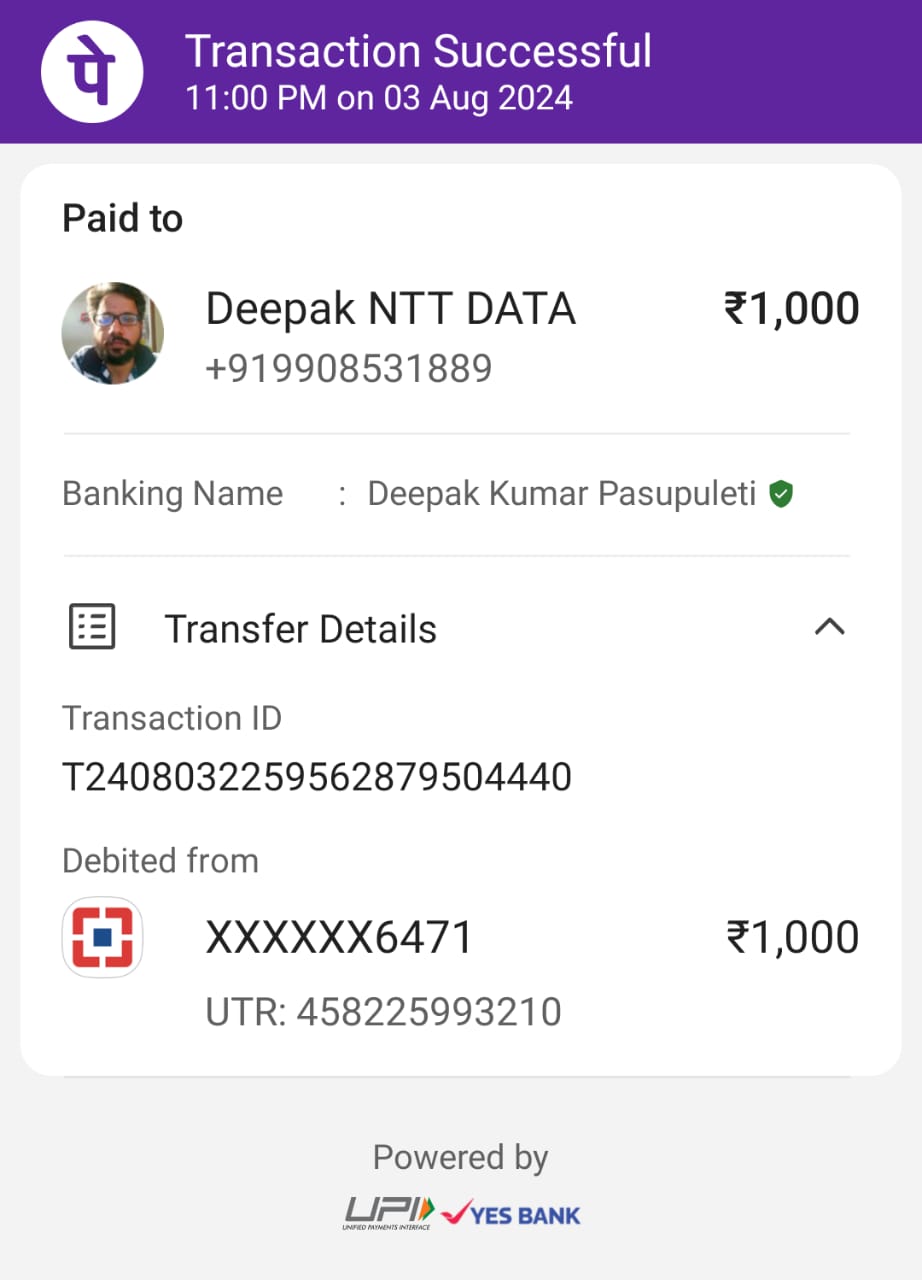 पे
Transaction Successful
11:00 PM on 03 Aug 2024
Paid to
Deepak NTT DATA ₹1,000
+919908531889
Banking Name : Deepak Kumar Pasupuleti
Transfer Details
Transaction ID
T2408032259562879504440
Debited from
XXXXXX6471 ₹1,000
UTR: 458225993210
Powered by
UPI YES BANK
UNIFIED PAYMENTS INTERFACE